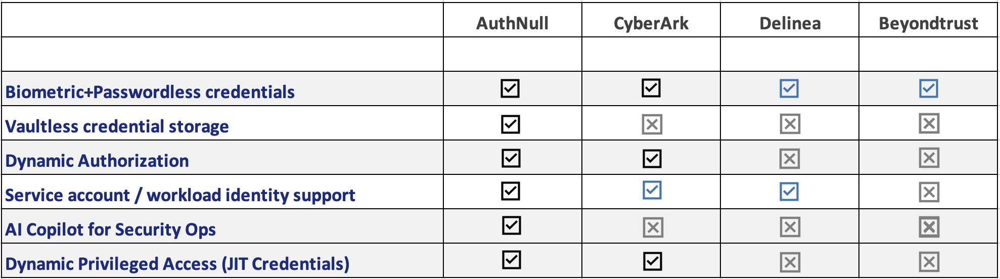 AuthNull CyberArk Delinea Beyondtrust
Biometric+Passwordless credentials
Vaultless credential storage
Dynamic Authorization
Service account / workload identity support
AI Copilot for Security Ops
Dynamic Privileged Access (JIT Credentials)